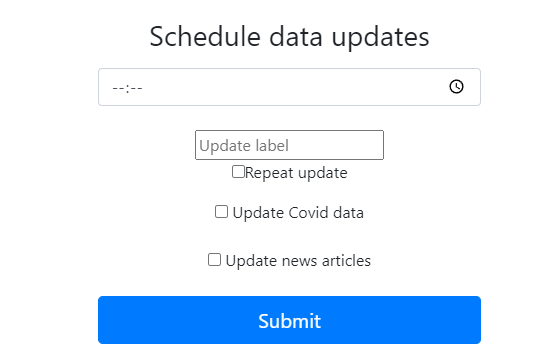 Schedule data updates
--:--
Update label
Repeat update
Update Covid data
Update news articles
Submit